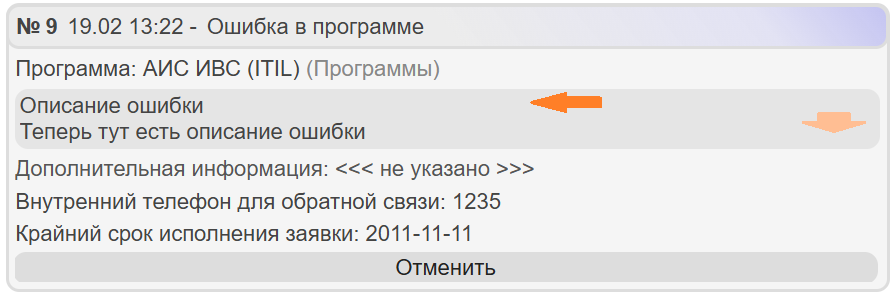 № 9 19.02 13:22 - Ошибка в программе
Программа: АИС ИВС (ITIL) (Программы)
Описание ошибки
Теперь тут есть описание ошибки
Дополнительная информация: <<< не указано >>>
Внутренний телефон для обратной связи: 1235
Крайний срок исполнения заявки: 2011-11-11
Отменить